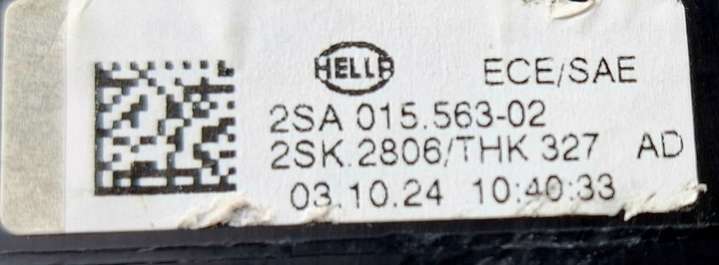 HELLA ECE/SAE
2SA 015.563-02
2SK.2806/THK 327 AD
03.10.24 10:40:33